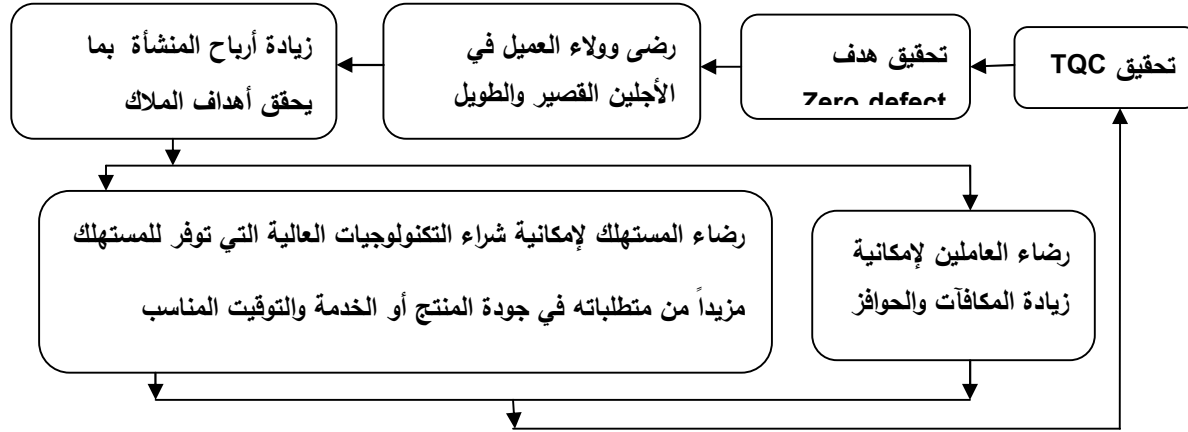 تحقيق TQC
تحقيق هدف
Zero defect
رضى وولاء العميل في
الأجلين القصير والطويل
زيادة أرباح المنشأة بما
يحقق أهداف الملاك
رضاء العاملين لإمكانية
زيادة المكافآت والحوافز
رضاء المستهلك لإمكانية شراء التكنولوجيات العالية التي توفر للمستهلك
مزيداً من متطلباته في جودة المنتج أو الخدمة والتوقيت المناسب